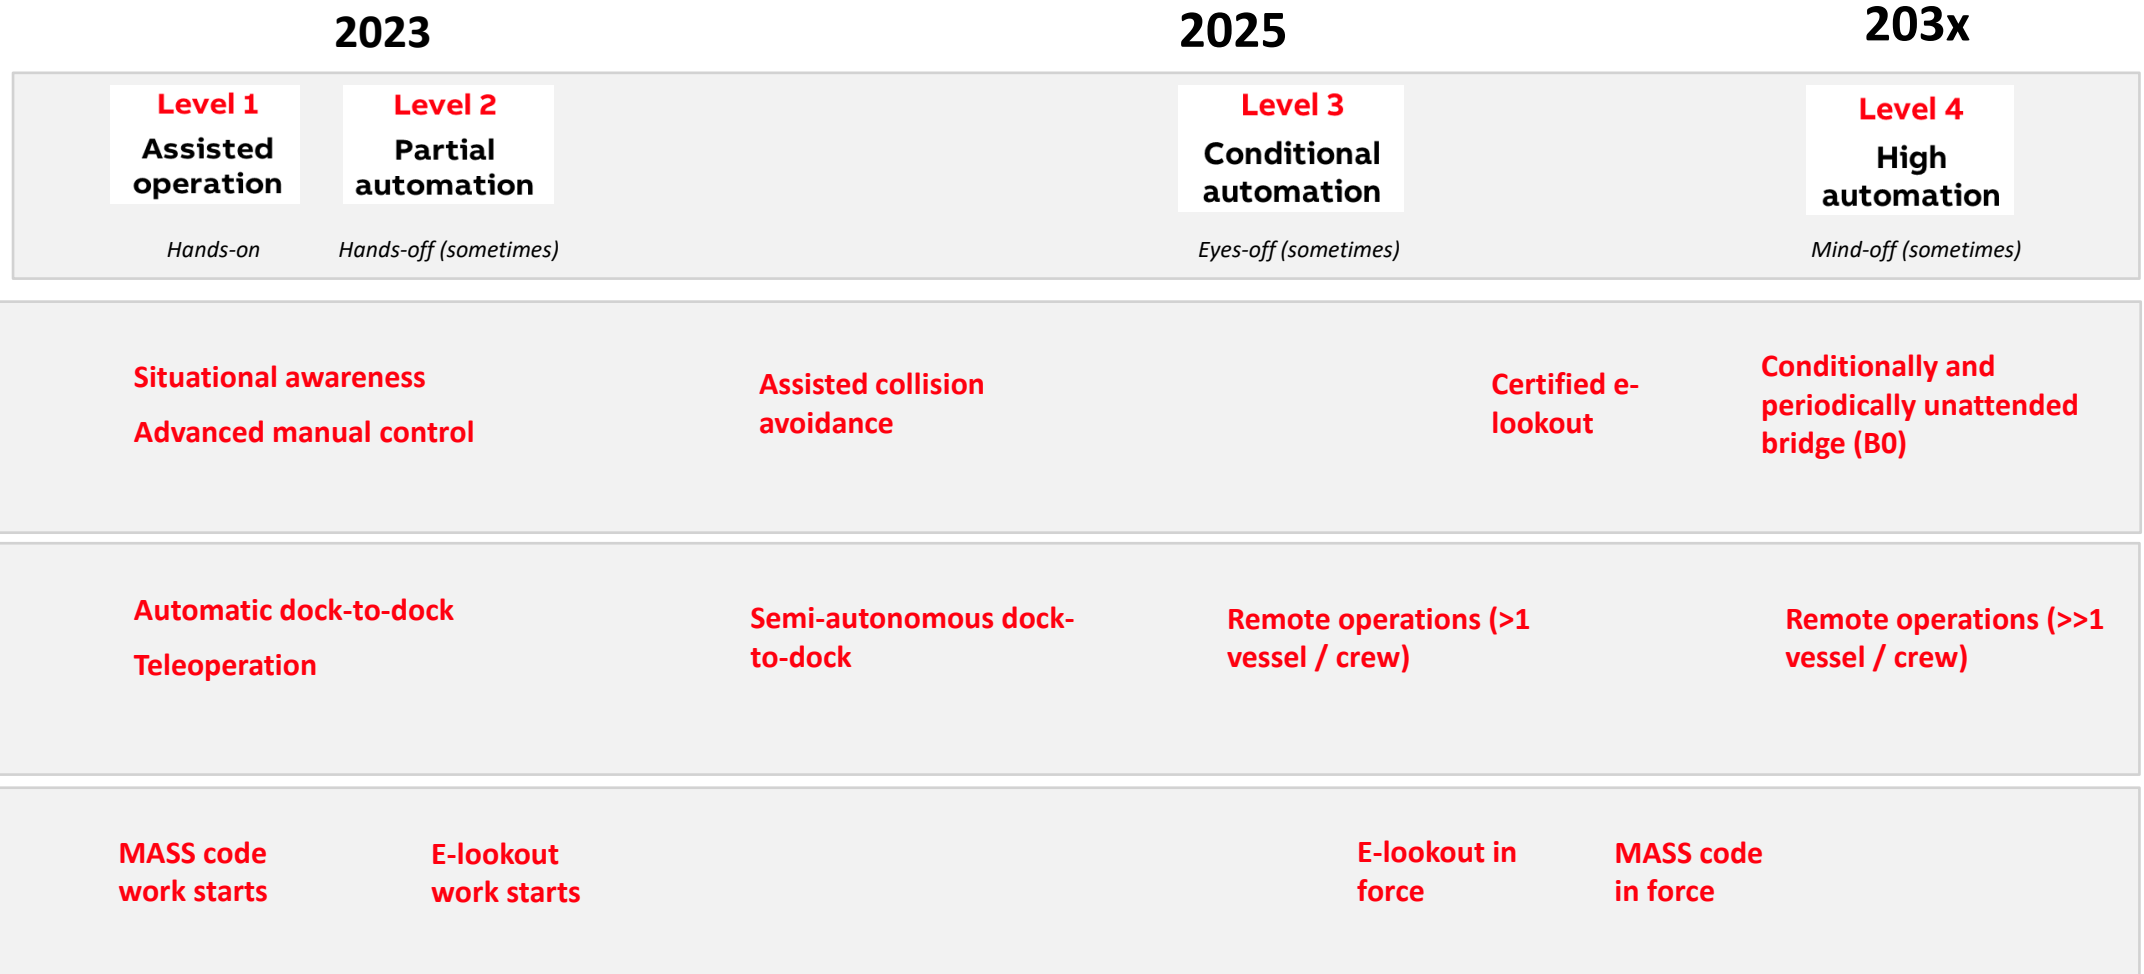 2023
2025
203x
Level 1
Assisted
operation
Hands-on
Level 2
Partial
automation
Hands-off (sometimes)
Level 3
Conditional
automation
Eyes-off (sometimes)
Level 4
High
automation
Mind-off (sometimes)
Situational awareness
Advanced manual control
Assisted collision
avoidance
Certified e-
lookout
Conditionally and
periodically unattended
bridge (B0)
Automatic dock-to-dock
Teleoperation
Semi-autonomous dock-
to-dock
Remote operations (>1
vessel / crew)
Remote operations (>>1
vessel / crew)
MASS code
work starts
E-lookout
work starts
E-lookout in
force
MASS code
in force